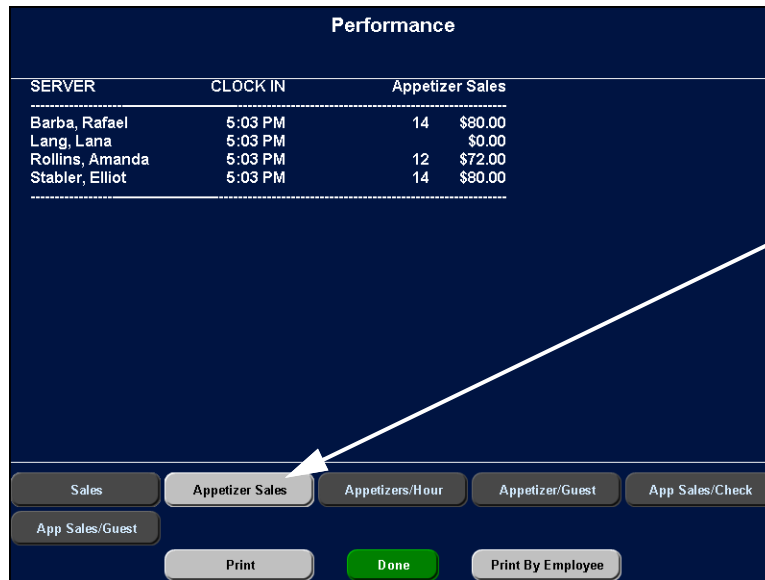 Performance
SERVER CLOCK IN Appetizer Sales
Barba, Rafael 5:03 PM 14 $80.00
Lang, Lana 5:03 PM $0.00
Rollins, Amanda 5:03 PM 12 $72.00
Stabler, Elliot 5:03 PM 14 $80.00
Sales Appetizer Sales Appetizers/Hour Appetizer/Guest App Sales/Check
App Sales/Guest
Print Done Print By Employee